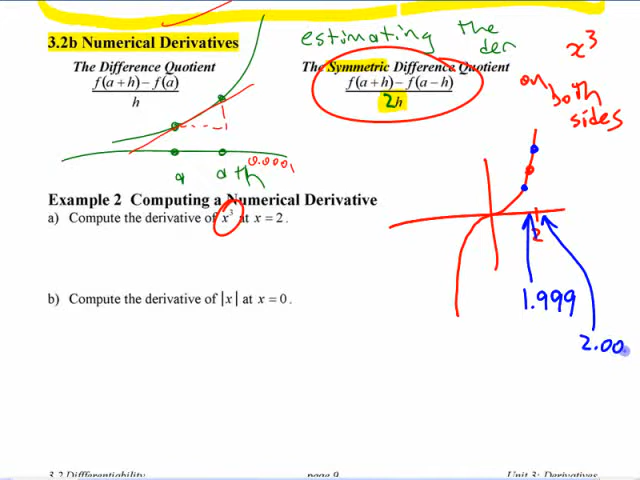 3.2b Numerical Derivatives
estimating the der
x³
The Difference Quotient
The Symmetric Difference Quotient
f(a+h) − f(a)
h
f(a+h) − f(a−h)
2h
on both sides
a
a+h
0.0001
Example 2 Computing a Numerical Derivative
a) Compute the derivative of x³ at x = 2.
2
b) Compute the derivative of |x| at x = 0.
1.999
2.00
3.2 Diffferentiability
page 9
Unit 3: Derivatives